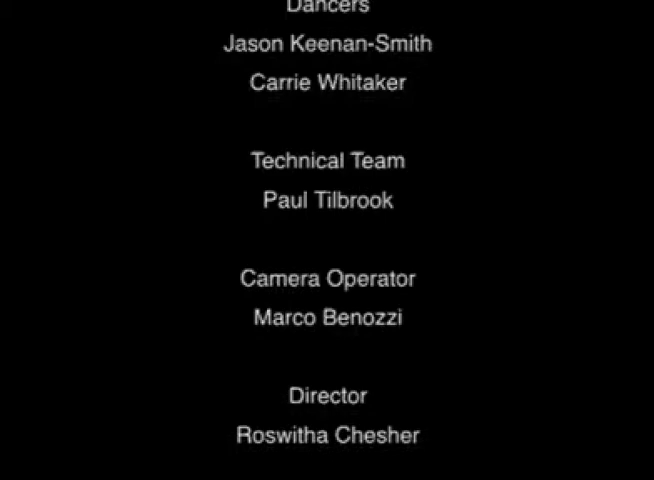 Dancers
Jason Keenan-Smith
Carrie Whitaker
Technical Team
Paul Tilbrook
Camera Operator
Marco Benozzi
Director
Roswitha Chesher